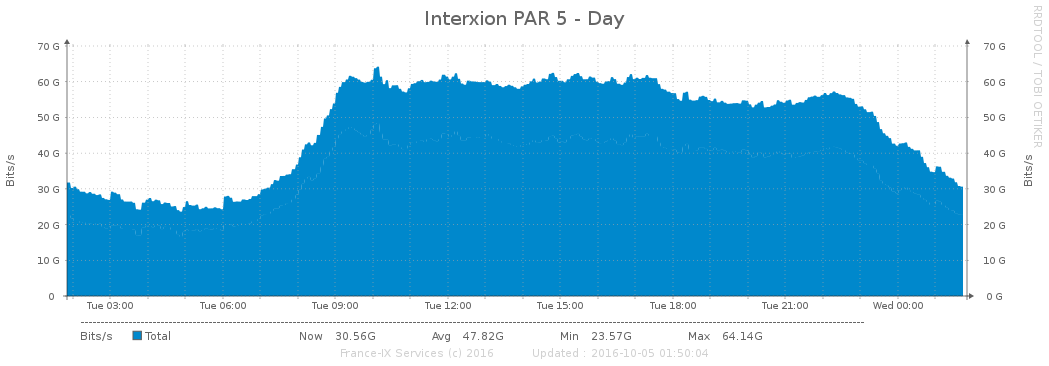 Interxion PAR 5 - Day
RRDTOOL / TOBI OETIKER
Bits/s
70 G 70 G
60 G 60 G
50 G 50 G
40 G 40 G
30 G 30 G
20 G 20 G
10 G 10 G
0 0 G
Bits/s
Tue 03:00 Tue 06:00 Tue 09:00 Tue 12:00 Tue 15:00 Tue 18:00 Tue 21:00 Wed 00:00
Bits/s Total Now 30.56G Avg 47.82G Min 23.57G Max 64.14G
France-IX Services (c) 2016 Updated : 2016-10-05 01:50:04